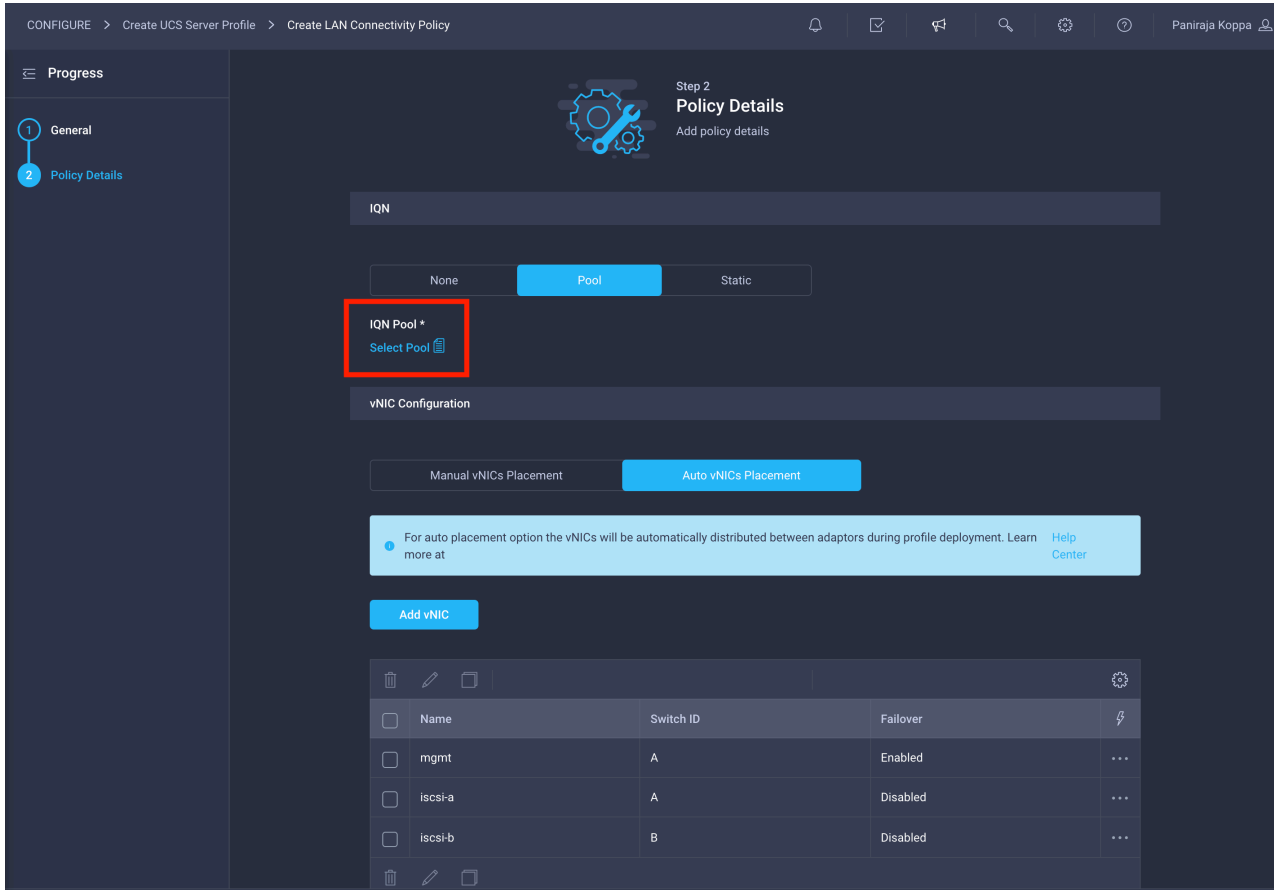 CONFIGURE > Create UCS Server Profile > Create LAN Connectivity Policy
Paniraja Koppa
Progress
1 General
2 Policy Details
Step 2
Policy Details
Add policy details
IQN
None Pool Static
IQN Pool *
Select Pool
vNIC Configuration
Manual vNICs Placement Auto vNICs Placement
For auto placement option the vNICs will be automatically distributed between adaptors during profile deployment. Learn Help
more at Center
Add vNIC
Name Switch ID Failover
mgmt A Enabled
iscsi-a A Disabled
iscsi-b B Disabled